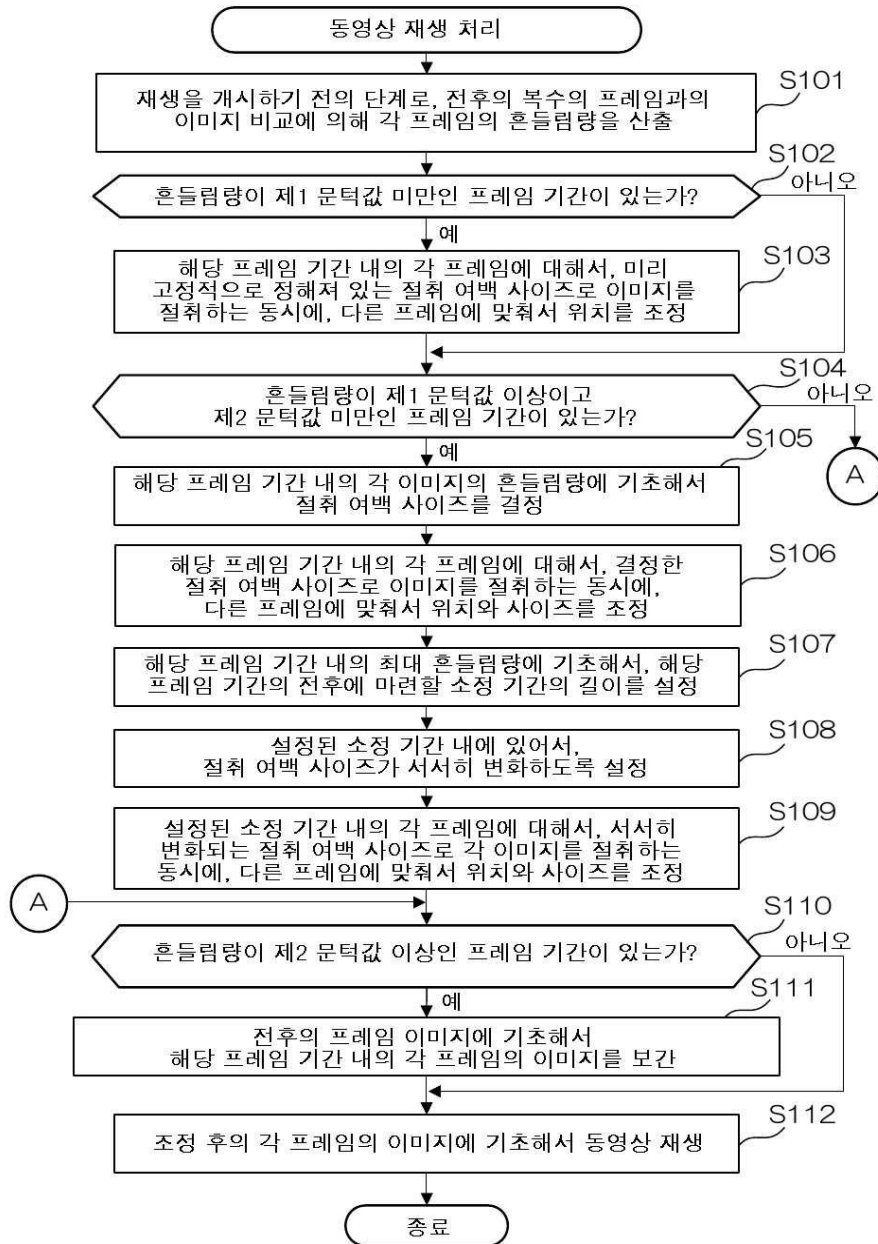 동영상 재생 처리
S101
재생을 개시하기 전의 단계로, 전후의 복수의 프레임과의
이미지 비교에 의해 각 프레임의 흔들림량을 산출
S102
흔들림량이 제1 문턱값 미만인 프레임 기간이 있는가?
아니오
예
S103
해당 프레임 기간 내의 각 프레임에 대해서, 미리
고정적으로 정해져 있는 절취 여백 사이즈로 이미지를
절취하는 동시에, 다른 프레임에 맞춰서 위치를 조정
S104
흔들림량이 제1 문턱값 이상이고
제2 문턱값 미만인 프레임 기간이 있는가?
아니오
예
A
S105
해당 프레임 기간 내의 각 이미지의 흔들림량에 기초해서
절취 여백 사이즈를 결정
S106
해당 프레임 기간 내의 각 프레임에 대해서, 결정한
절취 여백 사이즈로 이미지를 절취하는 동시에,
다른 프레임에 맞춰서 위치와 사이즈를 조정
S107
해당 프레임 기간 내의 최대 흔들림량에 기초해서, 해당
프레임 기간의 전후에 마련할 소정 기간의 길이를 설정
S108
설정된 소정 기간 내에 있어서,
절취 여백 사이즈가 서서히 변화하도록 설정
S109
설정된 소정 기간 내의 각 프레임에 대해서, 서서히
변화되는 절취 여백 사이즈로 각 이미지를 절취하는
동시에, 다른 프레임에 맞춰서 위치와 사이즈를 조정
A
S110
흔들림량이 제2 문턱값 이상인 프레임 기간이 있는가?
아니오
예
S111
전후의 프레임 이미지에 기초해서
해당 프레임 기간 내의 각 프레임의 이미지를 보간
S112
조정 후의 각 프레임의 이미지에 기초해서 동영상 재생
종료